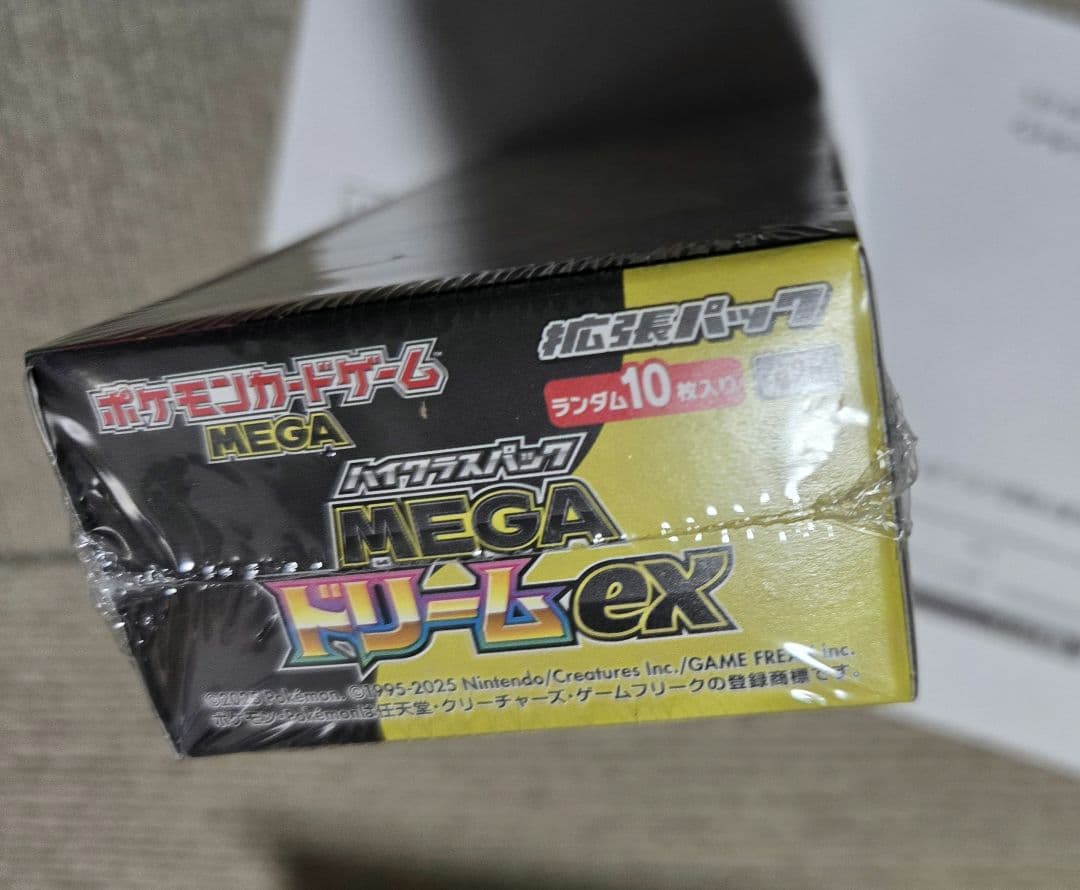 ポケモンカードゲーム
MEGA
拡張パック
ランダム10枚入り
ハイクラスパック
MEGA
ドリームex
©2025 Pokémon. ©1995-2025 Nintendo/Creatures Inc./GAME FREAK inc.
ポケモン・Pokémonは任天堂・クリーチャーズ・ゲームフリークの登録商標です。